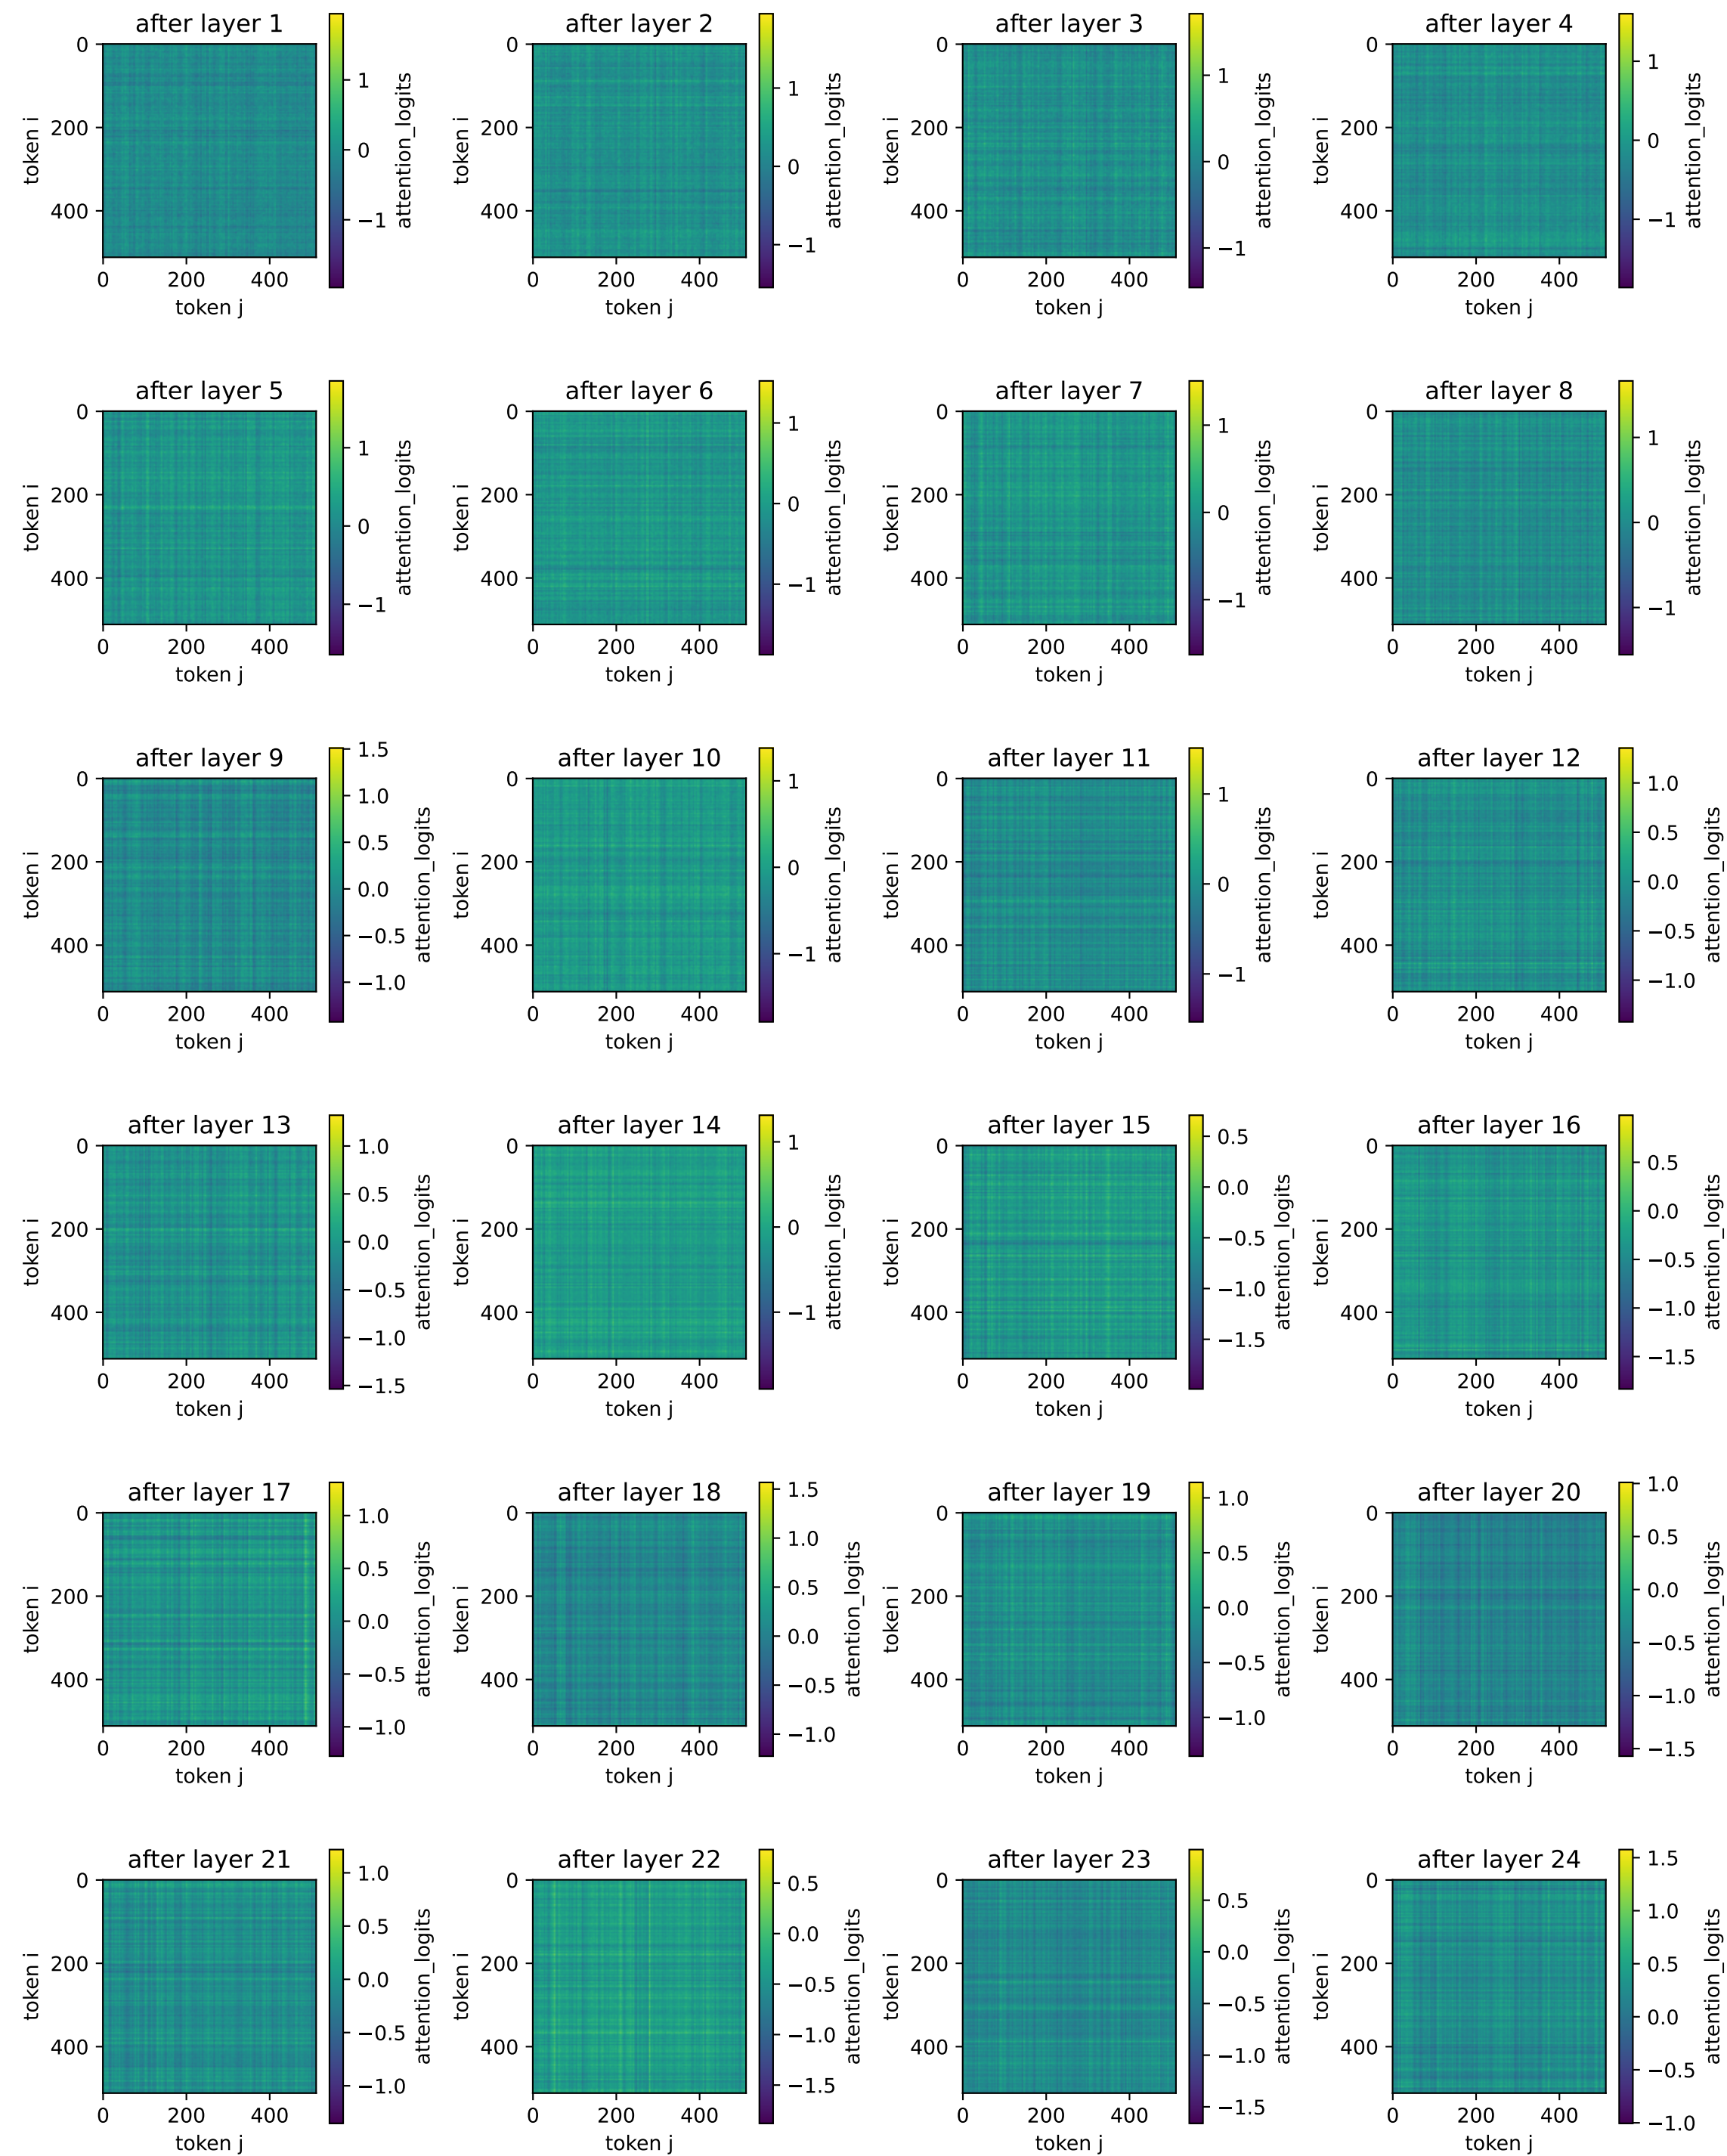 after layer 1
0
200
400
token i
0
200
400
token j
1
0
−1
attention_logits
after layer 2
0
200
400
token i
0
200
400
token j
1
0
−1
attention_logits
after layer 3
0
200
400
token i
0
200
400
token j
1
0
−1
attention_logits
after layer 4
0
200
400
token i
0
200
400
token j
1
0
−1
attention_logits
after layer 5
0
200
400
token i
0
200
400
token j
1
0
−1
attention_logits
after layer 6
0
200
400
token i
0
200
400
token j
1
0
−1
attention_logits
after layer 7
0
200
400
token i
0
200
400
token j
1
0
−1
attention_logits
after layer 8
0
200
400
token i
0
200
400
token j
1
0
−1
attention_logits
after layer 9
0
200
400
token i
0
200
400
token j
1.5
1.0
0.5
0.0
−0.5
−1.0
attention_logits
after layer 10
0
200
400
token i
0
200
400
token j
1
0
−1
attention_logits
after layer 11
0
200
400
token i
0
200
400
token j
1
0
−1
attention_logits
after layer 12
0
200
400
token i
0
200
400
token j
1.0
0.5
0.0
−0.5
−1.0
attention_logits
after layer 13
0
200
400
token i
0
200
400
token j
1.0
0.5
0.0
−0.5
−1.0
−1.5
attention_logits
after layer 14
0
200
400
token i
0
200
400
token j
1
0
−1
attention_logits
after layer 15
0
200
400
token i
0
200
400
token j
0.5
0.0
−0.5
−1.0
−1.5
attention_logits
after layer 16
0
200
400
token i
0
200
400
token j
0.5
0.0
−0.5
−1.0
−1.5
attention_logits
after layer 17
0
200
400
token i
0
200
400
token j
1.0
0.5
0.0
−0.5
−1.0
attention_logits
after layer 18
0
200
400
token i
0
200
400
token j
1.5
1.0
0.5
0.0
−0.5
−1.0
attention_logits
after layer 19
0
200
400
token i
0
200
400
token j
1.0
0.5
0.0
−0.5
−1.0
attention_logits
after layer 20
0
200
400
token i
0
200
400
token j
1.0
0.5
0.0
−0.5
−1.0
−1.5
attention_logits
after layer 21
0
200
400
token i
0
200
400
token j
1.0
0.5
0.0
−0.5
−1.0
attention_logits
after layer 22
0
200
400
token i
0
200
400
token j
0.5
0.0
−0.5
−1.0
−1.5
attention_logits
after layer 23
0
200
400
token i
0
200
400
token j
0.5
0.0
−0.5
−1.0
−1.5
attention_logits
after layer 24
0
200
400
token i
0
200
400
token j
1.5
1.0
0.5
0.0
−0.5
−1.0
attention_logits